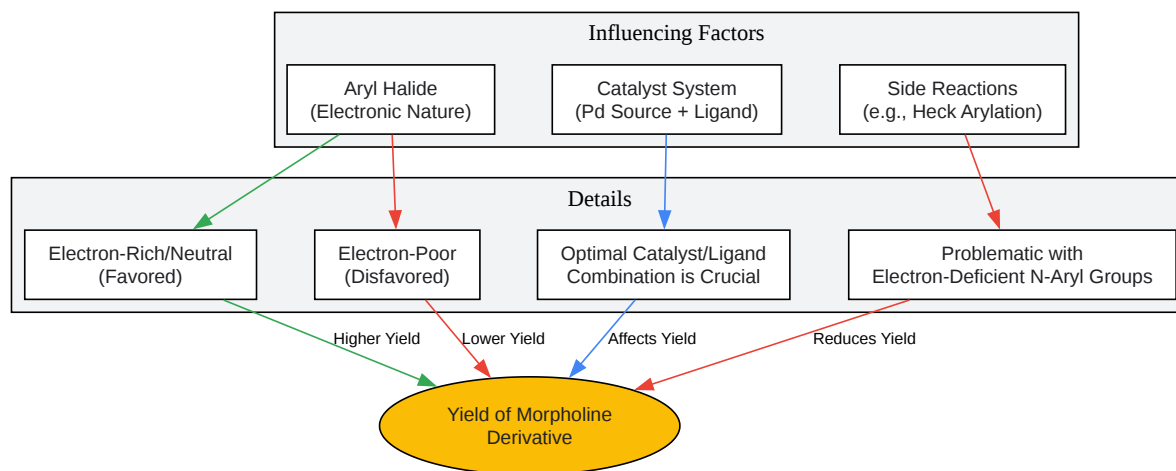 Influencing Factors
Aryl Halide
(Electronic Nature)
Catalyst System
(Pd Source + Ligand)
Side Reactions
(e.g., Heck Arylation)
Details
Electron-Rich/Neutral
(Favored)
Electron-Poor
(Disfavored)
Optimal Catalyst/Ligand
Combination is Crucial
Problematic with
Electron-Deficient N-Aryl Groups
Higher Yield
Lower Yield
Affects Yield
Reduces Yield
Yield of Morpholine
Derivative